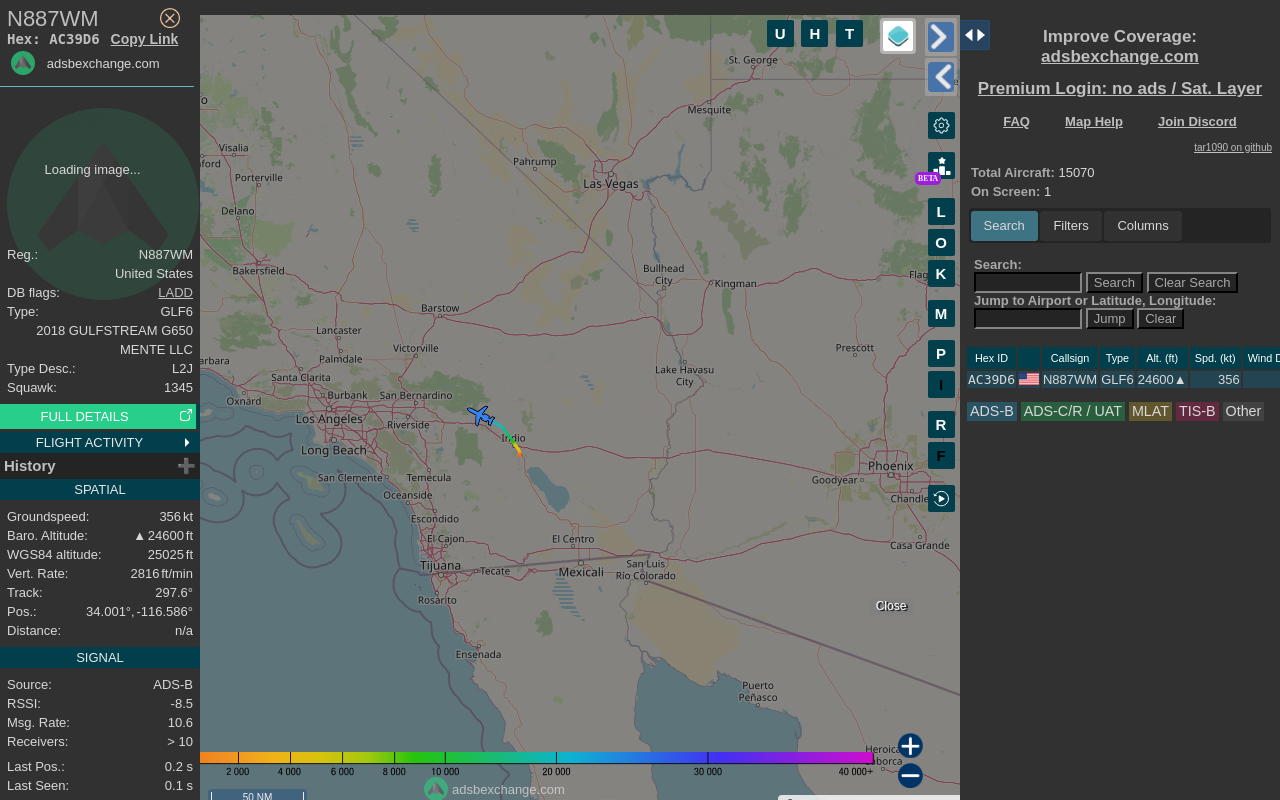 N887WM
Hex: AC39D6 Copy Link
adsbexchange.com
Loading image...
Reg.: N887WM
United States
DB flags: LADD
Type: GLF6
2018 GULFSTREAM G650
MENTE LLC
Type Desc.: L2J
Squawk: 1345
FULL DETAILS
FLIGHT ACTIVITY
History
SPATIAL
Groundspeed: 356 kt
Baro. Altitude: ▲ 24600 ft
WGS84 altitude: 25025 ft
Vert. Rate: 2816 ft/min
Track: 297.6°
Pos.: 34.001°, -116.586°
Distance: n/a
SIGNAL
Source: ADS-B
RSSI: -8.5
Msg. Rate: 10.6
Receivers: > 10
Last Pos.: 0.2 s
Last Seen: 0.1 s
U H T
St. George
Mesquite
Visalia
Porterville
Pahrump
Las Vegas
Delano
BETA
L
O
K
M
P
I
R
F
Bakersfield
Bullhead
City
Kingman
Flag
Barstow
Lancaster
Victorville
Palmdale
Prescott
arbara
Santa Clarita
Lake Havasu
City
Oxnard
Burbank
San Bernardino
Los Angeles
Riverside
Indio
Long Beach
Phoenix
San Clemente
Temecula
Goodyear
Oceanside
Chandle
Escondido
El Cajon
El Centro
Casa Grande
Tijuana
Tecate
Mexicali
San Luis
Río Colorado
Rosarito
Close
Ensenada
Puerto
Peñasco
Heroica
Caborca
2 000 4 000 6 000 8 000 10 000 20 000 30 000 40 000+
adsbexchange.com
50 NM
Improve Coverage:
adsbexchange.com
Premium Login: no ads / Sat. Layer
FAQ Map Help Join Discord
tar1090 on github
Total Aircraft: 15070
On Screen: 1
Search Filters Columns
Search:
Search Clear Search
Jump to Airport or Latitude, Longitude:
Jump Clear
Hex ID Callsign Type Alt. (ft) Spd. (kt) Wind D
AC39D6 N887WM GLF6 24600▲ 356
ADS-B ADS-C/R / UAT MLAT TIS-B Other